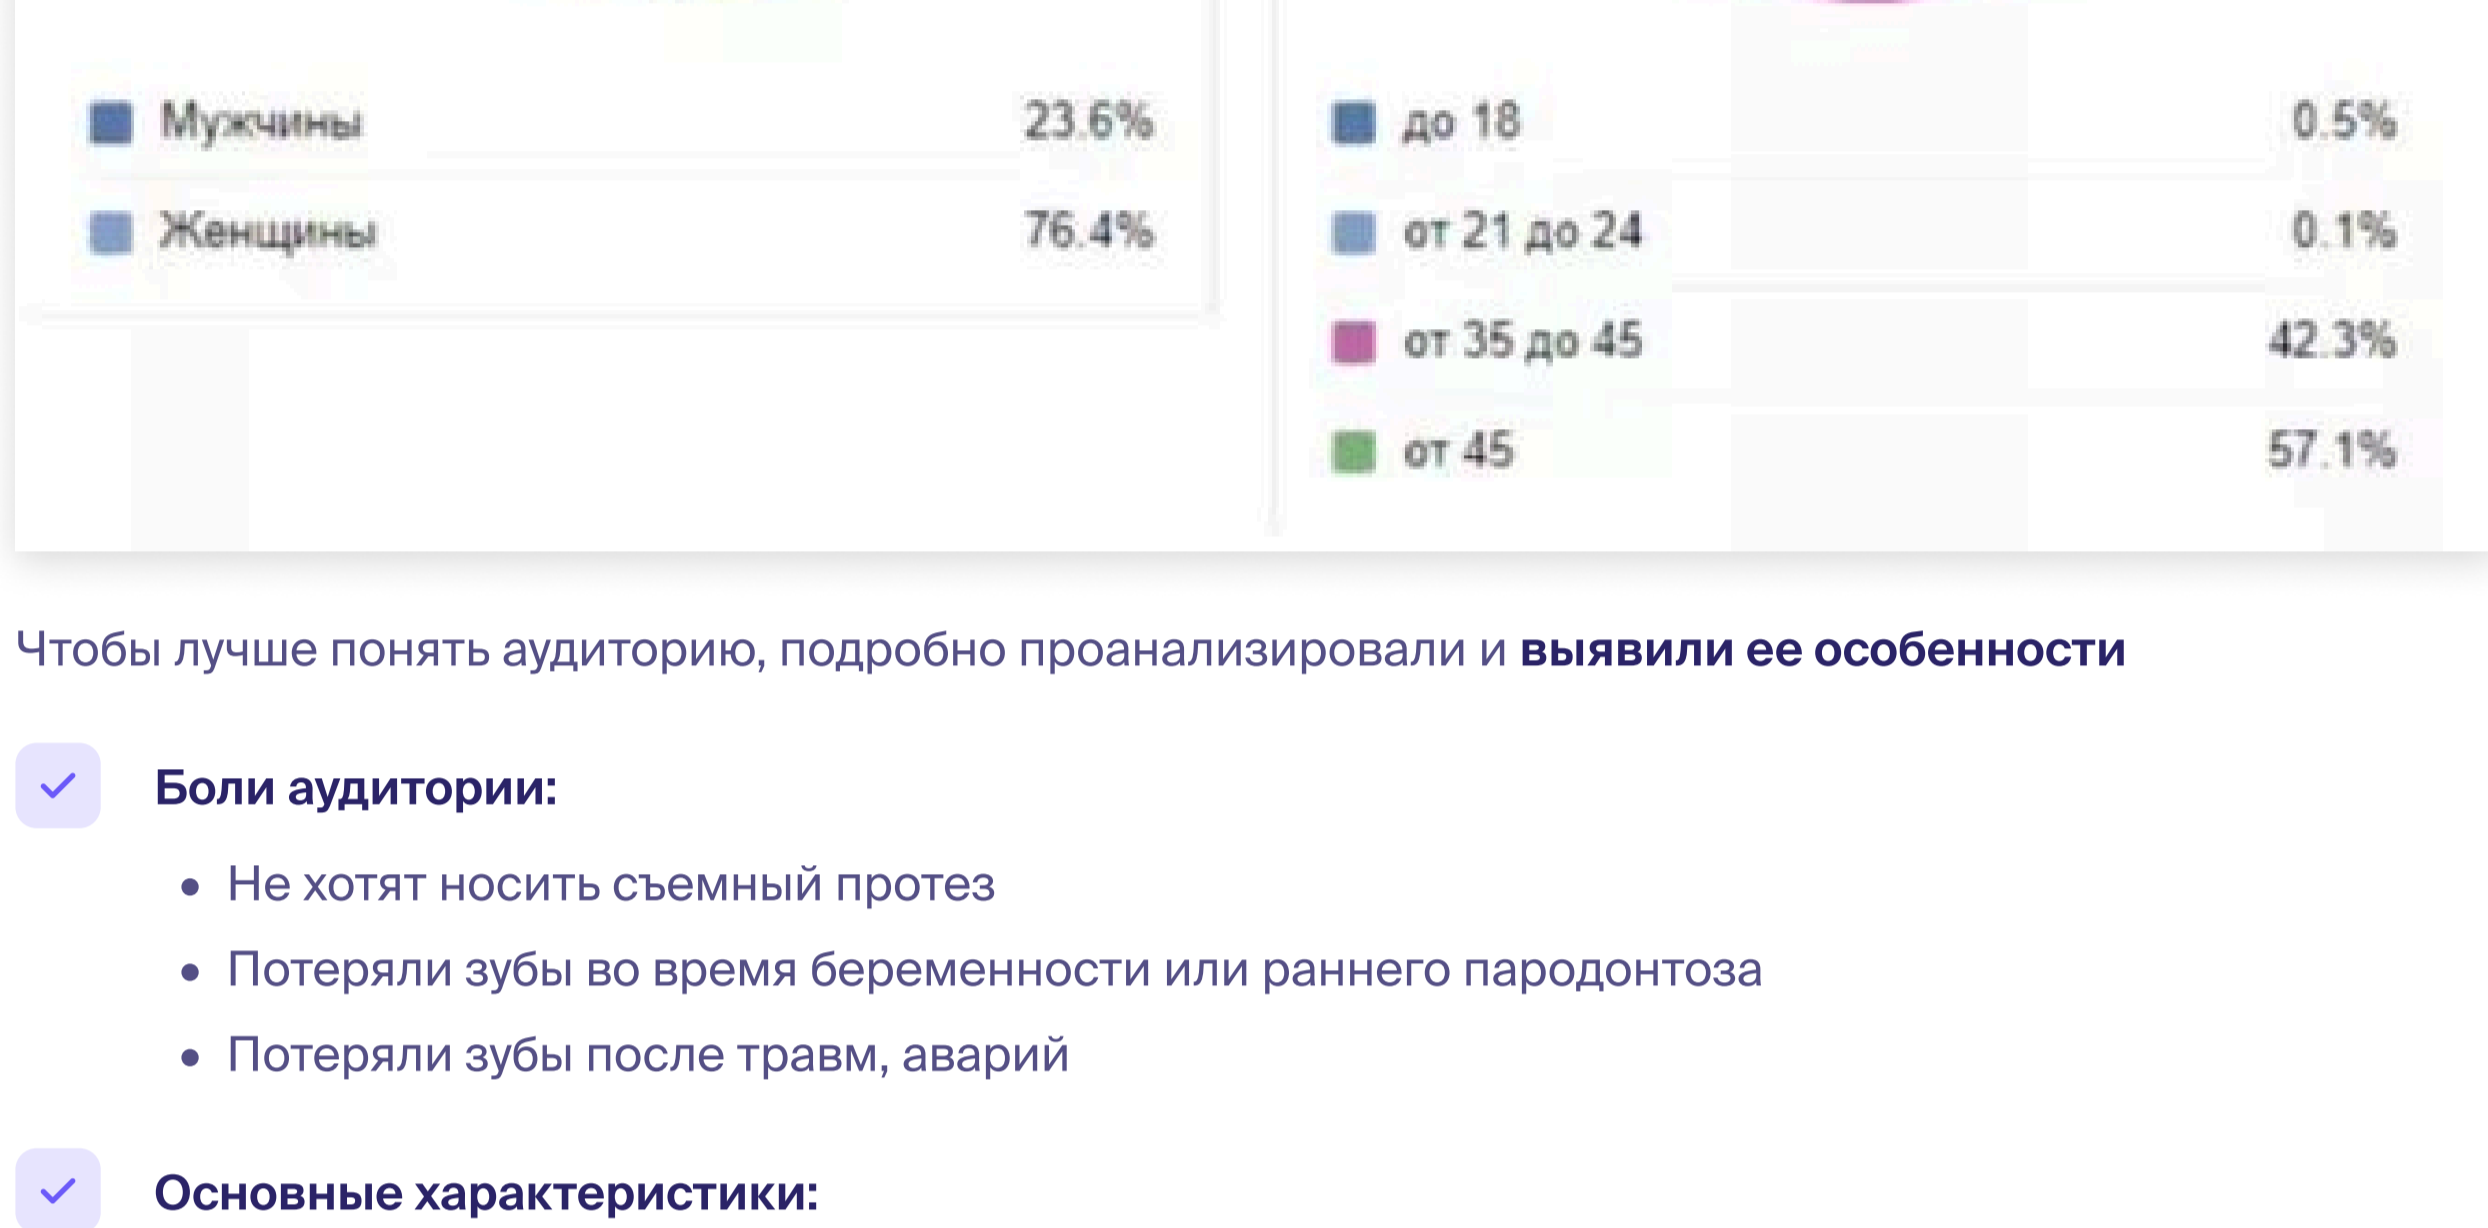 Мужчины 23.6%
Женщины 76.4%
до 18 0.5%
от 21 до 24 0.1%
от 35 до 45 42.3%
от 45 57.1%
Чтобы лучше понять аудиторию, подробно проанализировали и выявили ее особенности
Боли аудитории:
• Не хотят носить съемный протез
• Потеряли зубы во время беременности или раннего пародонтоза
• Потеряли зубы после травм, аварий
Основные характеристики: